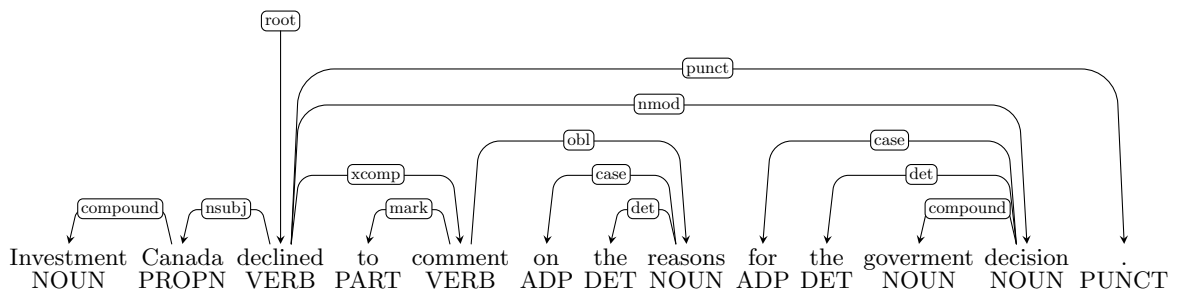 root
punct
nmod
obl case
xcomp case det
compound nsubj mark det compound
Investment Canada declined to comment on the reasons for the goverment decision .
NOUN PROPN VERB PART VERB ADP DET NOUN ADP DET NOUN NOUN PUNCT